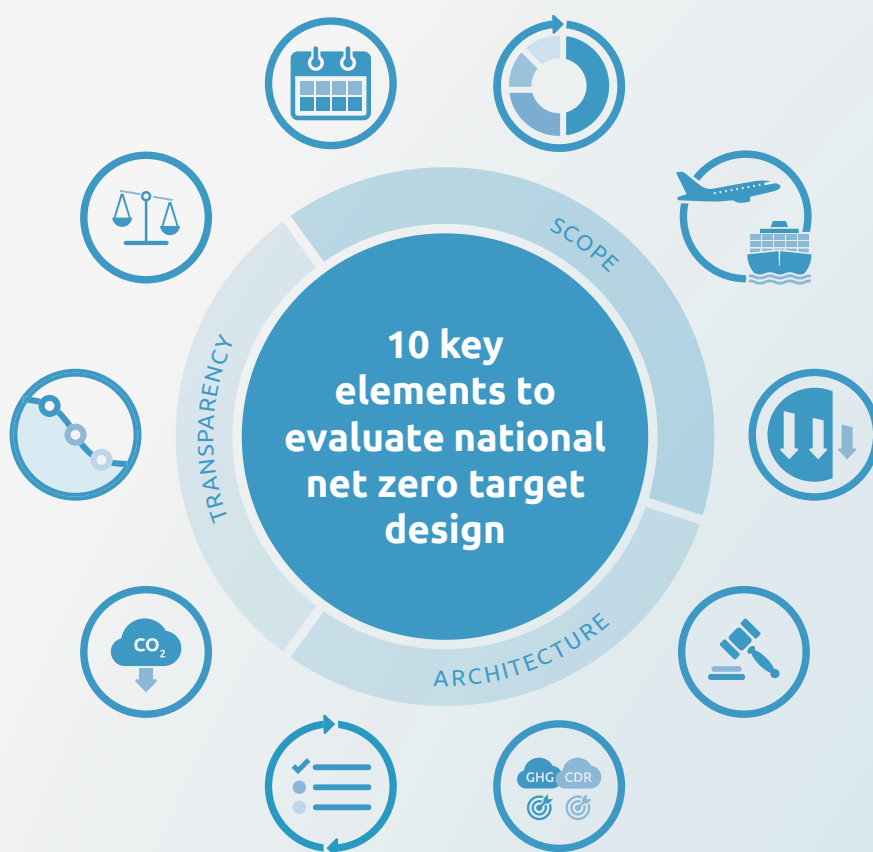 SCOPE
TRANSPARENCY
10 key
elements to
evaluate national
net zero target
design
CO₂
ARCHITECTURE
GHG CDR